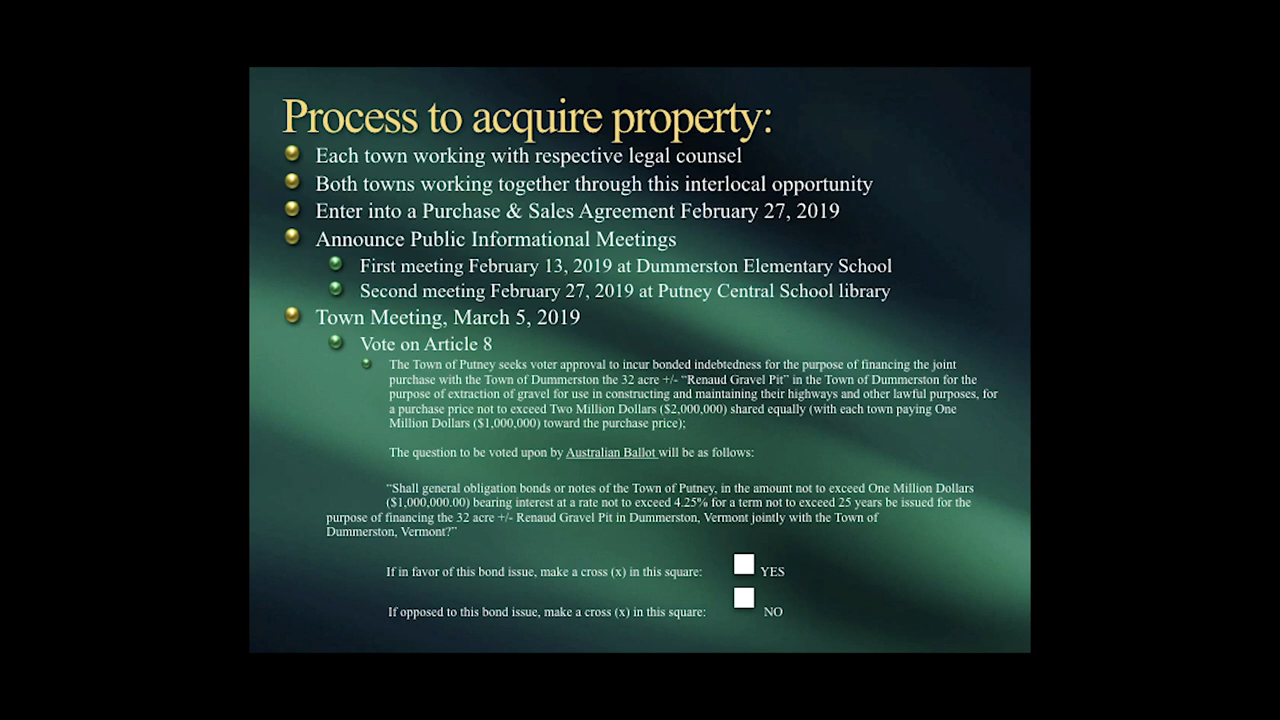 Process to acquire property:
Each town working with respective legal counsel
Both towns working together through this interlocal opportunity
Enter into a Purchase & Sales Agreement February 27, 2019
Announce Public Informational Meetings
First meeting February 13, 2019 at Dummerston Elementary School
Second meeting February 27, 2019 at Putney Central School library
Town Meeting, March 5, 2019
Vote on Article 8
The Town of Putney seeks voter approval to incur bonded indebtedness for the purpose of financing the joint
purchase with the Town of Dummerston the 32 acre +/- “Renaud Gravel Pit” in the Town of Dummerston for the
purpose of extraction of gravel for use in constructing and maintaining their highways and other lawful purposes, for
a purchase price not to exceed Two Million Dollars ($2,000,000) shared equally (with each town paying One
Million Dollars ($1,000,000) toward the purchase price);
The question to be voted upon by Australian Ballot will be as follows:
“Shall general obligation bonds or notes of the Town of Putney, in the amount not to exceed One Million Dollars
($1,000,000.00) bearing interest at a rate not to exceed 4.25% for a term not to exceed 25 years be issued for the
purpose of financing the 32 acre +/- Renaud Gravel Pit in Dummerston, Vermont jointly with the Town of
Dummerston, Vermont?”
If in favor of this bond issue, make a cross (x) in this square: YES
If opposed to this bond issue, make a cross (x) in this square: NO